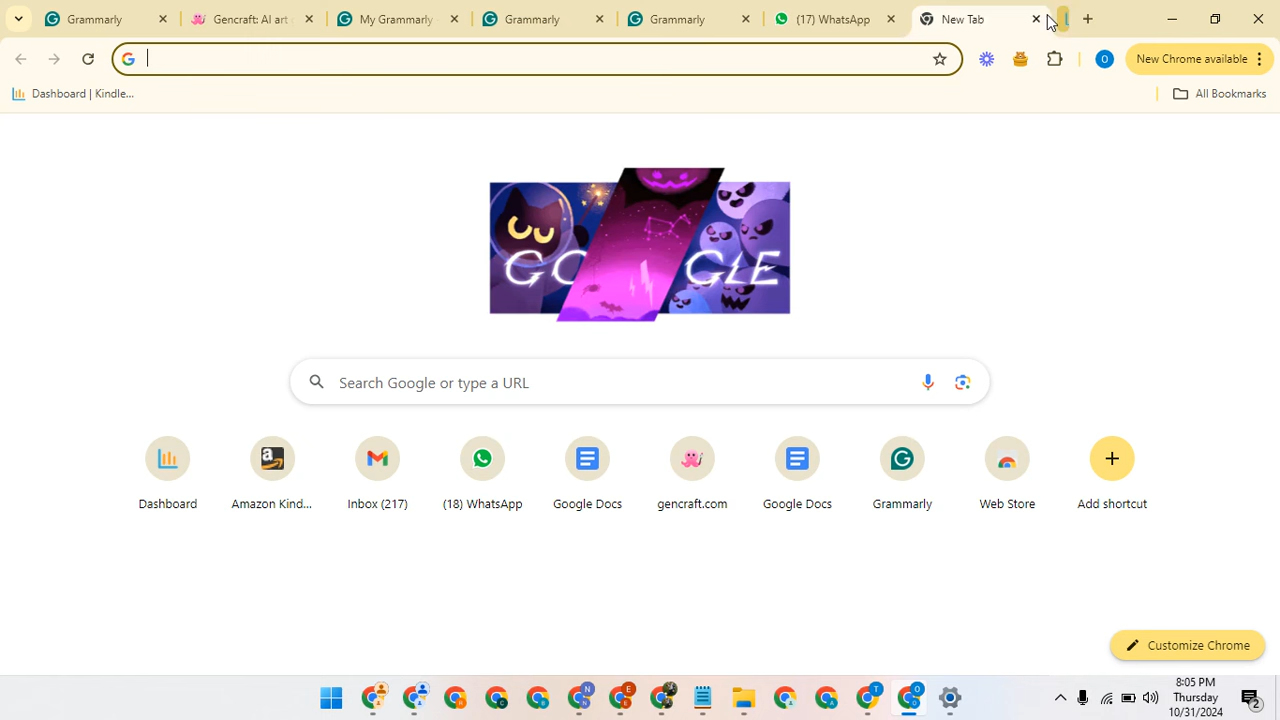 Grammarly
Gencraft: AI art
My Grammarly
Grammarly
Grammarly
(17) WhatsApp
New Tab
New Chrome available
Dashboard | Kindle...
All Bookmarks
GOOGLE
Search Google or type a URL
Dashboard
Amazon Kind...
Inbox (217)
(18) WhatsApp
Google Docs
gencraft.com
Google Docs
Grammarly
Web Store
Add shortcut
Customize Chrome
8:05 PM
Thursday
10/31/2024
2